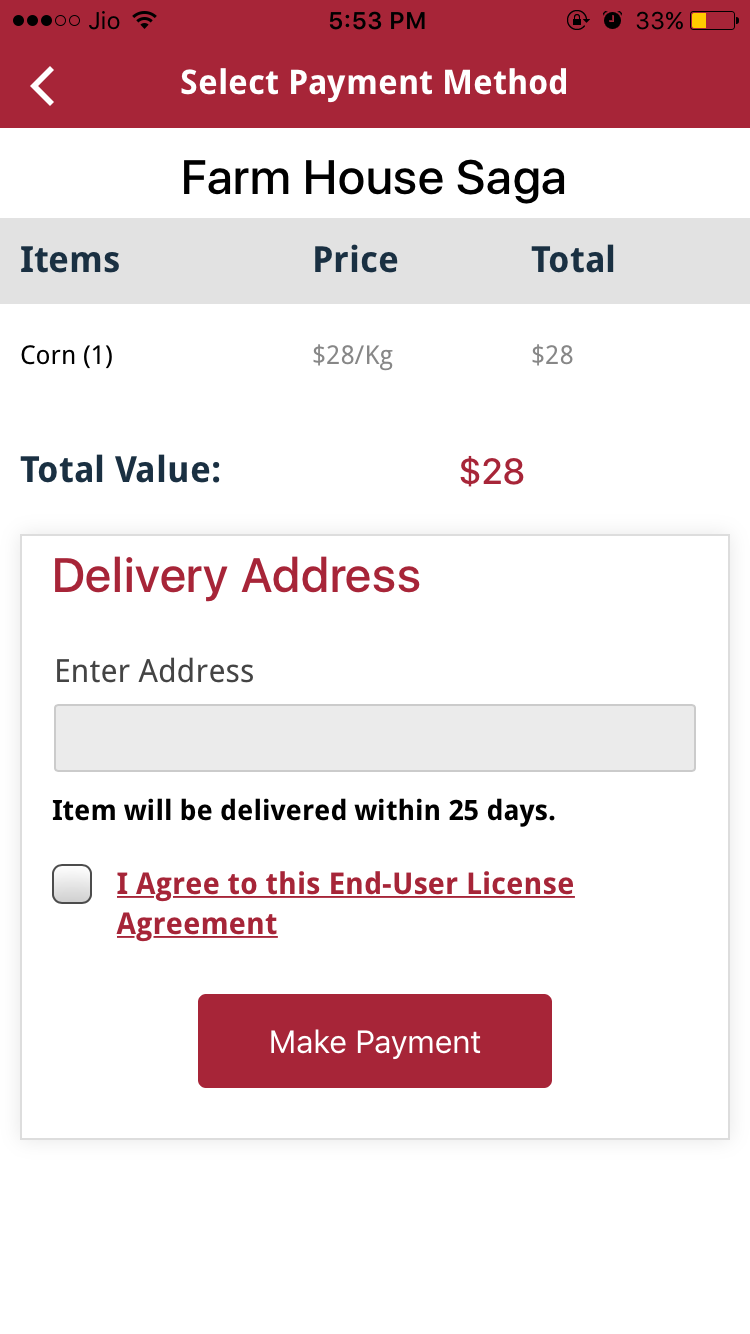 Jio 5:53 PM 33%
Select Payment Method
Farm House Saga
Items Price Total
Corn (1) $28/Kg $28
Total Value: $28
Delivery Address
Enter Address
Item will be delivered within 25 days.
I Agree to this End-User License
Agreement
Make Payment